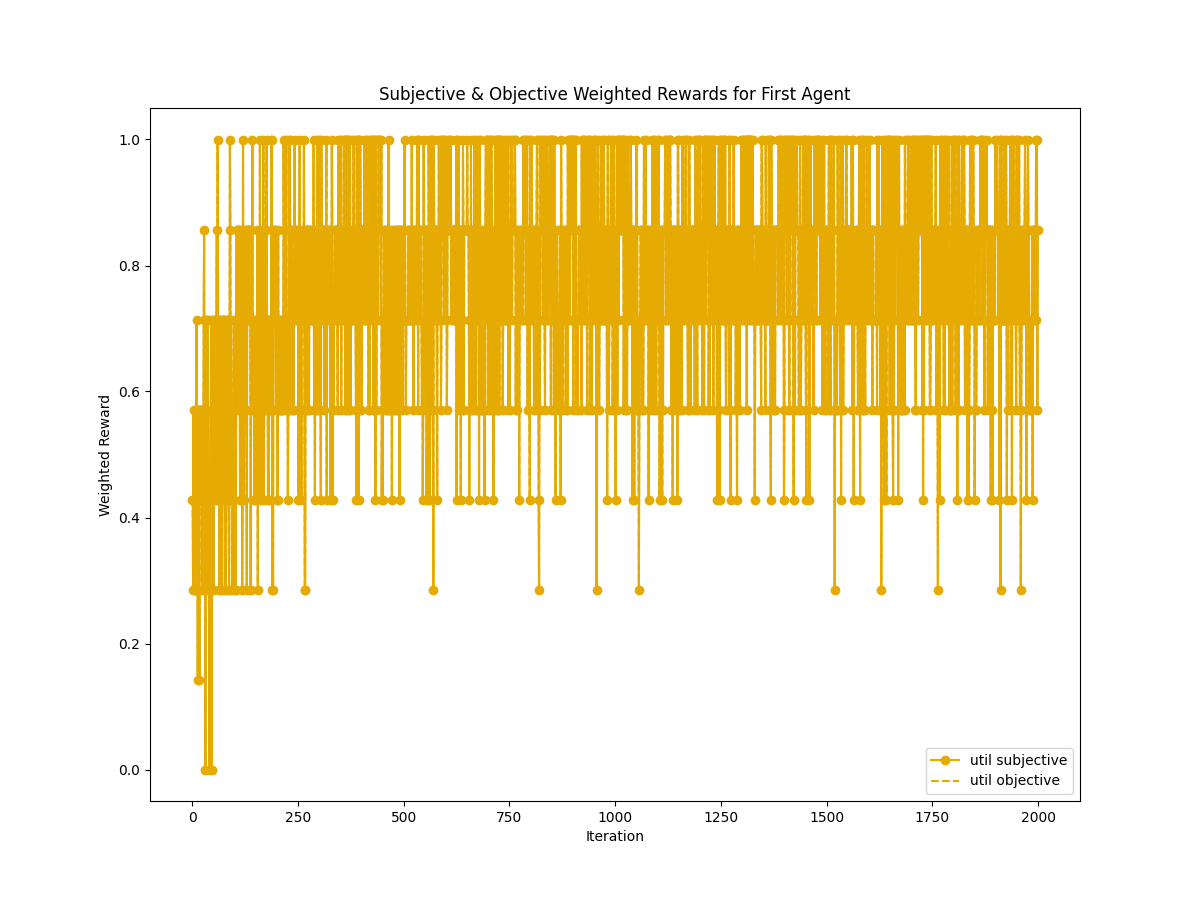 Subjective & Objective Weighted Rewards for First Agent
1.0
0.8
0.6
0.4
0.2
0.0
Weighted Reward
util subjective
util objective
0 250 500 750 1000 1250 1500 1750 2000
Iteration